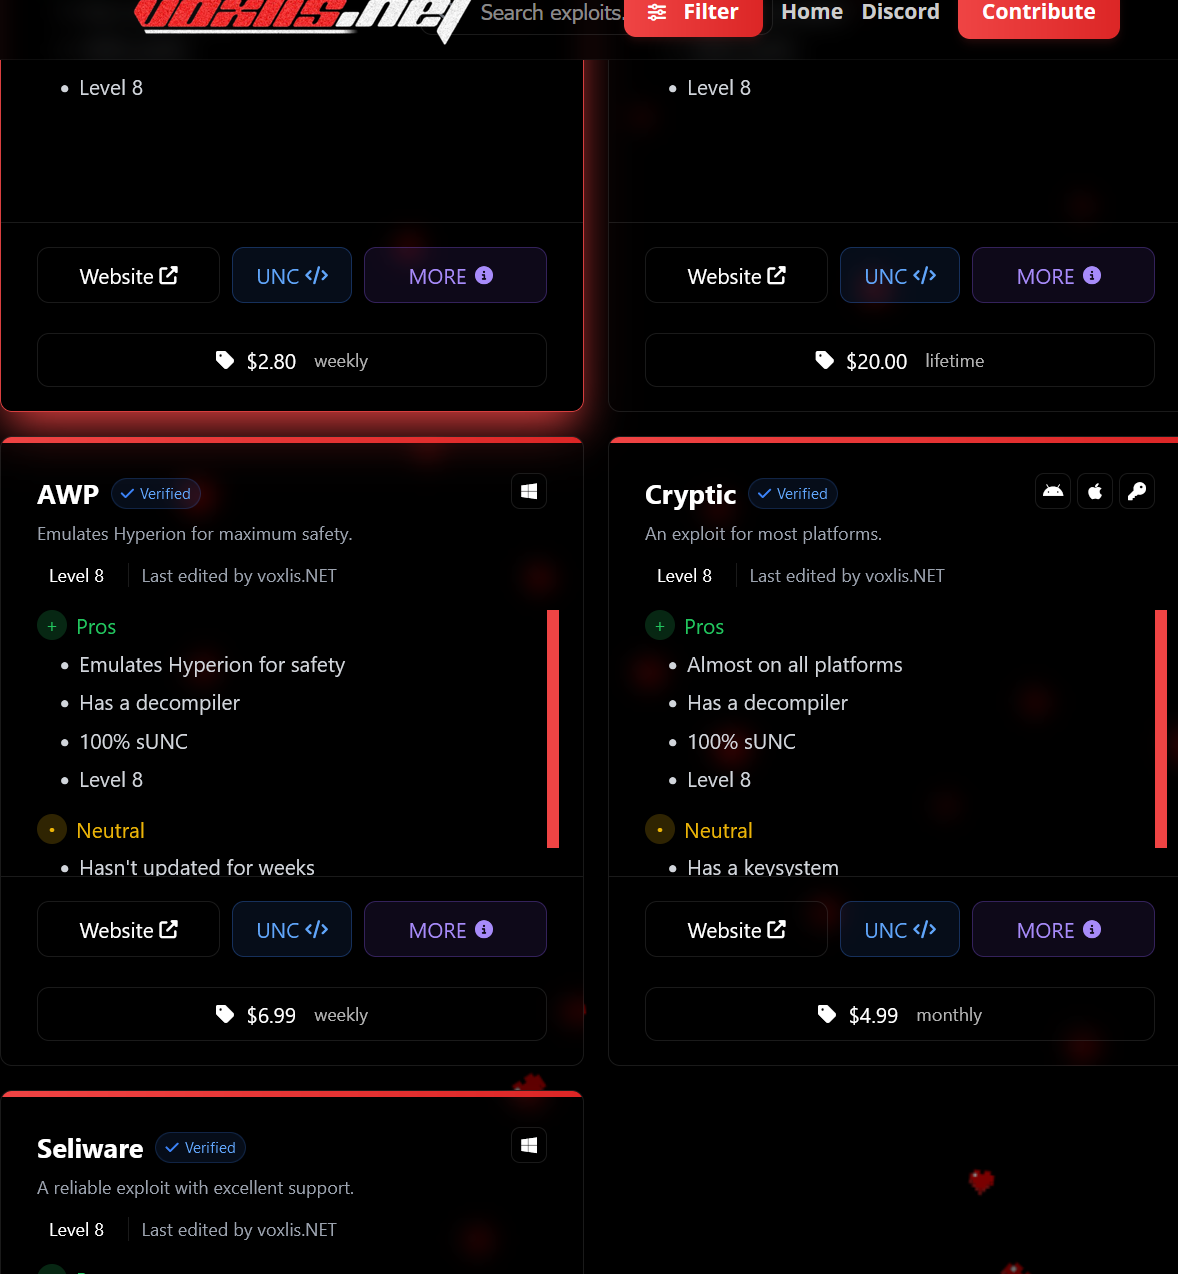 voxlis.net Search exploits. Filter Home Discord Contribute
Level 8
Website UNC </> MORE
$2.80 weekly
Level 8
Website UNC </> MORE
$20.00 lifetime
AWP Verified
Emulates Hyperion for maximum safety.
Level 8 Last edited by voxlis.NET
+ Pros
• Emulates Hyperion for safety
• Has a decompiler
• 100% sUNC
• Level 8
• Neutral
• Hasn't updated for weeks
Website UNC </> MORE
$6.99 weekly
Cryptic Verified
An exploit for most platforms.
Level 8 Last edited by voxlis.NET
+ Pros
• Almost on all platforms
• Has a decompiler
• 100% sUNC
• Level 8
• Neutral
• Has a keysystem
Website UNC </> MORE
$4.99 monthly
Seliware Verified
A reliable exploit with excellent support.
Level 8 Last edited by voxlis.NET